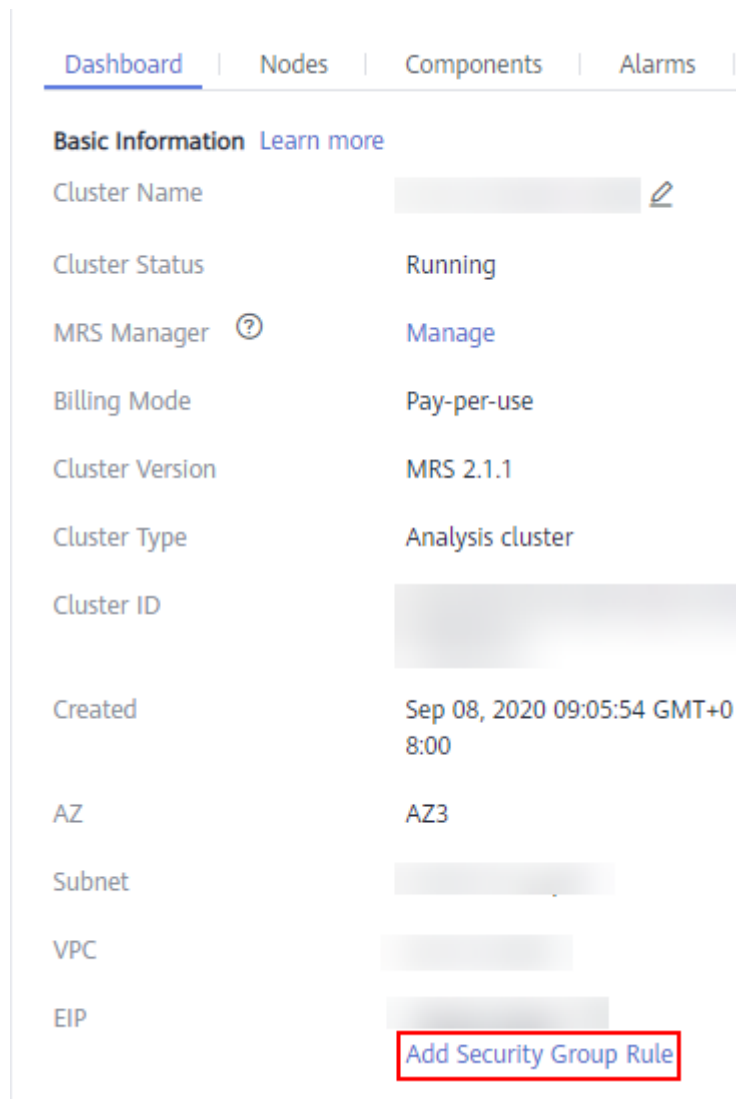 Dashboard | Nodes | Components | Alarms |
Basic Information Learn more
Cluster Name
Cluster Status Running
MRS Manager ? Manage
Billing Mode Pay-per-use
Cluster Version MRS 2.1.1
Cluster Type Analysis cluster
Cluster ID
Created Sep 08, 2020 09:05:54 GMT+0
8:00
AZ AZ3
Subnet
VPC
EIP
Add Security Group Rule